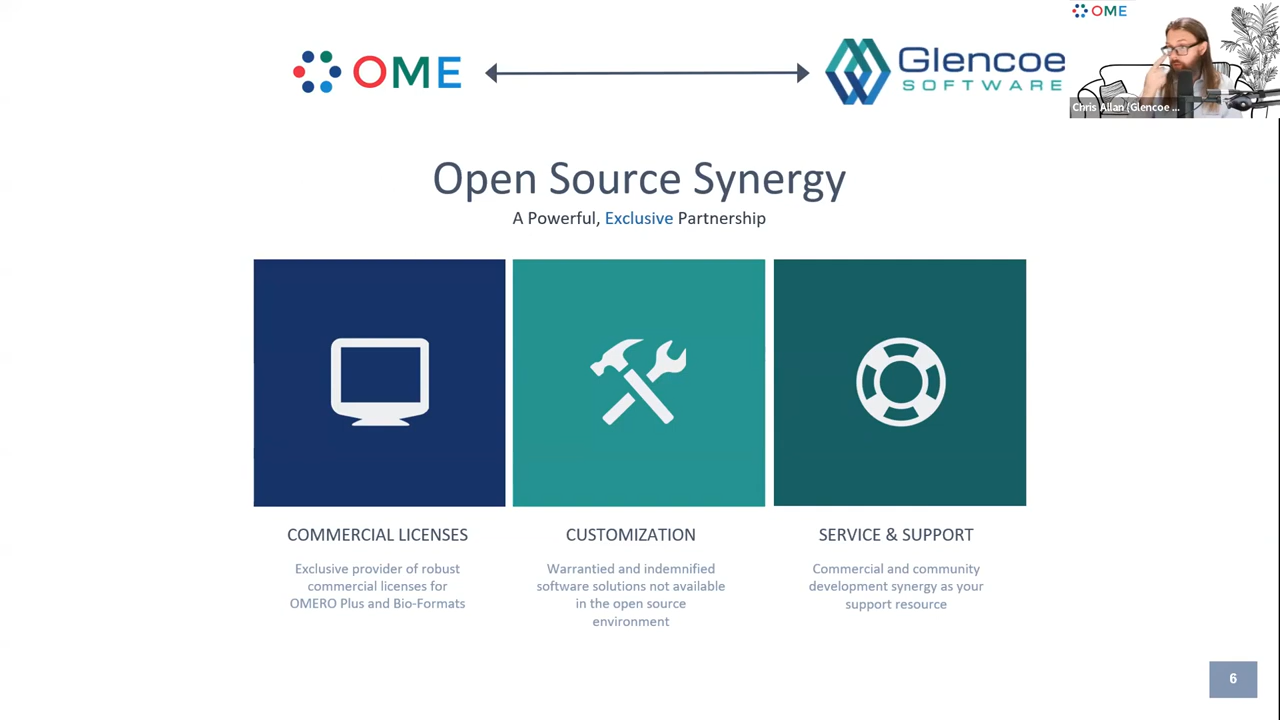 OME
Glencoe
SOFTWARE
OME
Chris Allan (Glencoe ...
Open Source Synergy
A Powerful, Exclusive Partnership
COMMERCIAL LICENSES
Exclusive provider of robust
commercial licenses for
OMERO Plus and Bio-Formats
CUSTOMIZATION
Warrantied and indemnified
software solutions not available
in the open source
environment
SERVICE & SUPPORT
Commercial and community
development synergy as your
support resource
6